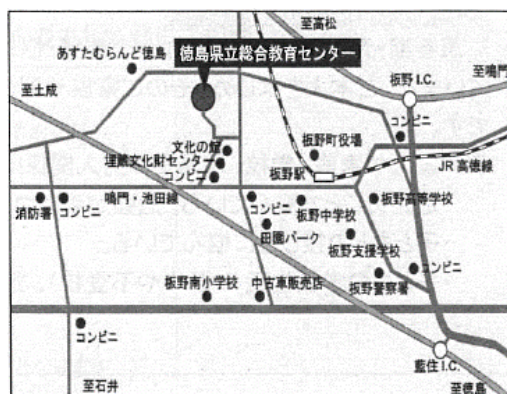 至高松
あすたむらんど徳島
徳島県立総合教育センター
至鳴門
板野I.C.
至土成
コンビニ
文化の館
板野町役場
埋蔵文化財センター
コンビニ
板野駅
JR高徳線
鳴門・池田線
消防署
コンビニ
コンビニ
板野中学校
板野高等学校
田園パーク
板野支援学校
コンビニ
板野南小学校
中古車販売店
板野警察署
コンビニ
藍住I.C.
至石井
至徳島